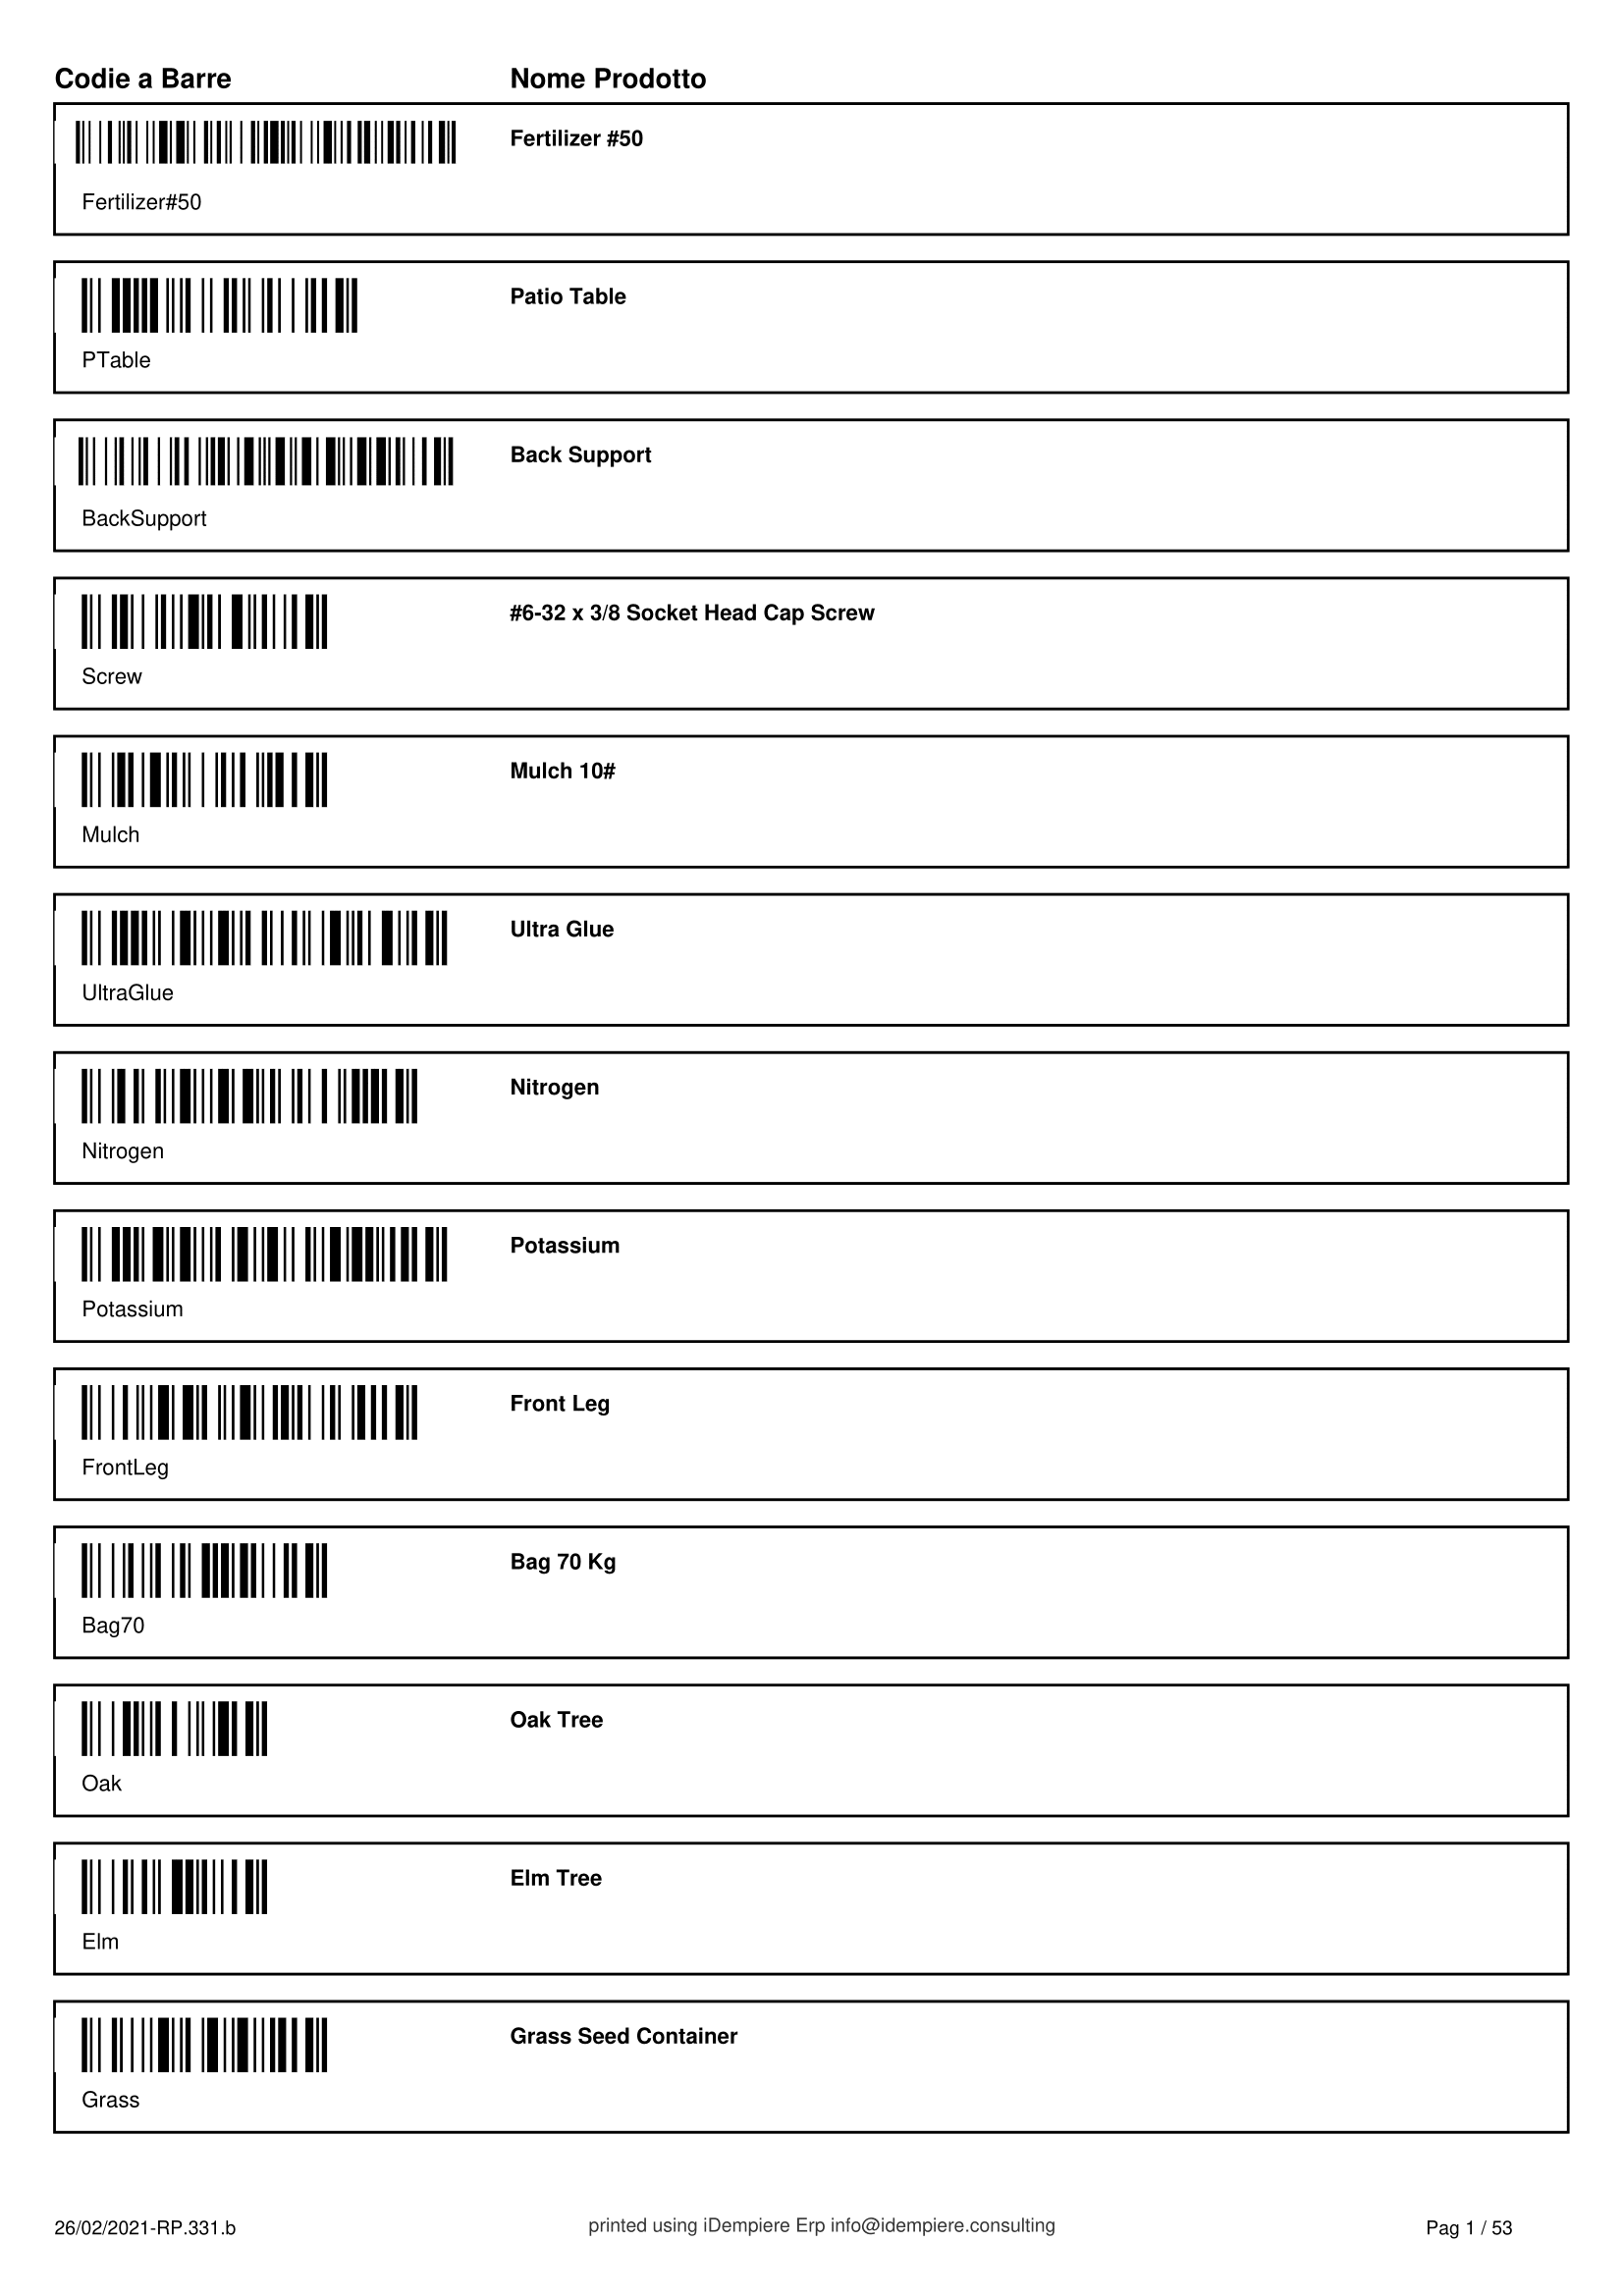 Codie a Barre Nome Prodotto
Fertilizer #50
Fertilizer#50
Patio Table
PTable
Back Support
BackSupport
#6-32 x 3/8 Socket Head Cap Screw
Screw
Mulch 10#
Mulch
Ultra Glue
UltraGlue
Nitrogen
Nitrogen
Potassium
Potassium
Front Leg
FrontLeg
Bag 70 Kg
Bag70
Oak Tree
Oak
Elm Tree
Elm
Grass Seed Container
Grass
26/02/2021-RP.331.b printed using iDempiere Erp info@idempiere.consulting Pag 1 / 53